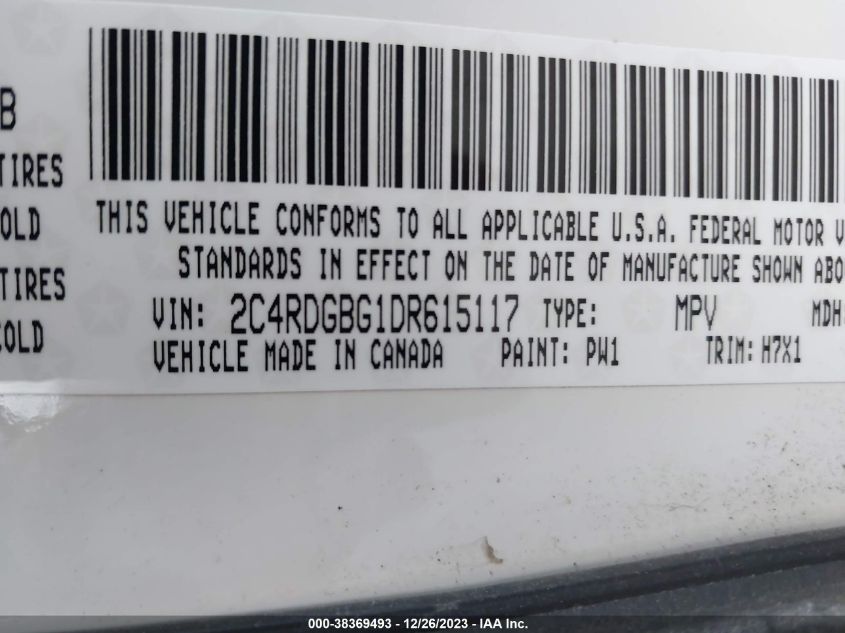 B
TIRES
OLD
TIRES
COLD
THIS VEHICLE CONFORMS TO ALL APPLICABLE U.S.A. FEDERAL MOTOR V
STANDARDS IN EFFECT ON THE DATE OF MANUFACTURE SHOWN ABO
VIN: 2C4RDGBG1DR615117 TYPE: MPV MDH:
VEHICLE MADE IN CANADA PAINT: PW1 TRIM: H7X1
000-38369493 - 12/26/2023 - IAA Inc.